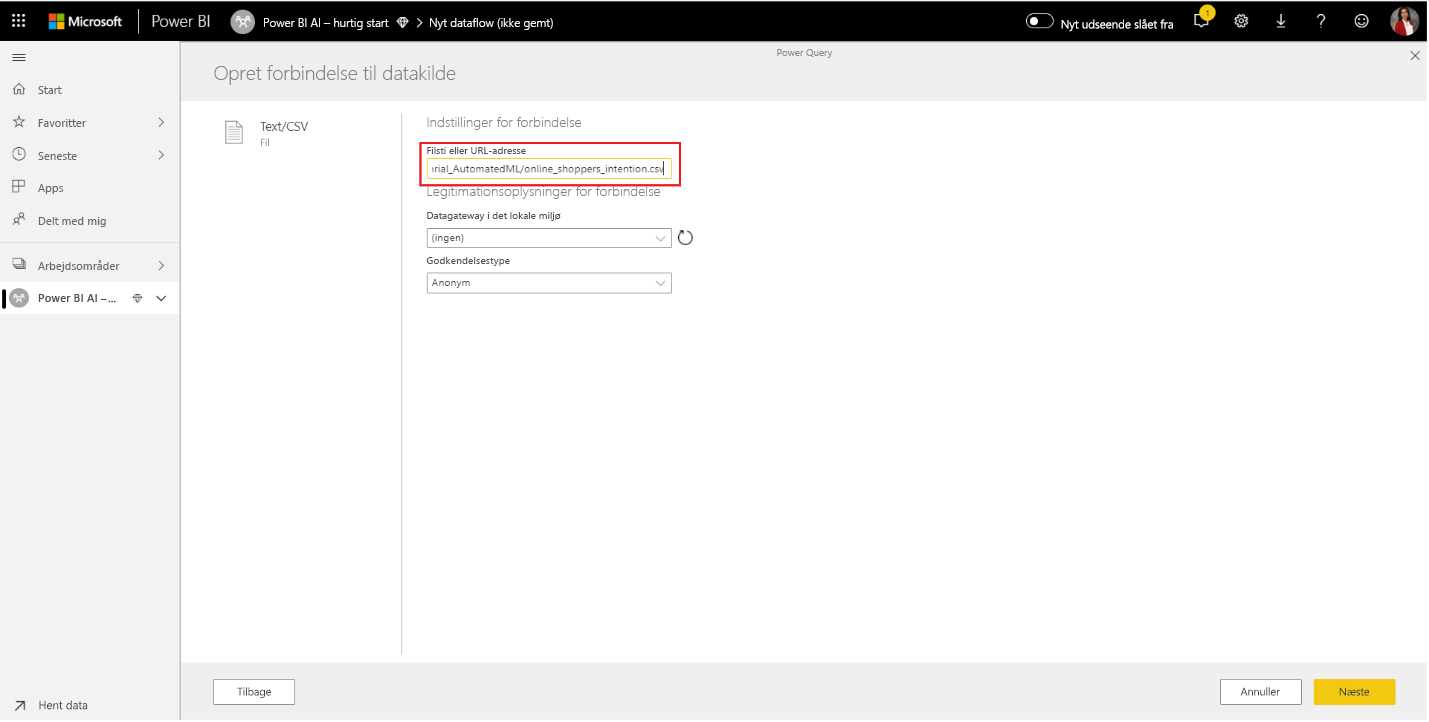 Microsoft Power BI Power BI AI – hurtig start > Nyt dataflow (ikke gemt) Nyt udseende slået fra 1
Power Query
Opret forbindelse til datakilde
Start
Favoritter
Seneste
Apps
Delt med mig
Arbejdsområder
Power BI AI –...
Hent data
Text/CSV
Fil
Indstillinger for forbindelse
Filsti eller URL-adresse
rial_AutomatedML/online_shoppers_intention.csv
Legitimationsoplysninger for forbindelse
Datagateway i det lokale miljø
(ingen)
Godkendelsestype
Anonym
Tilbage
Annuller
Næste